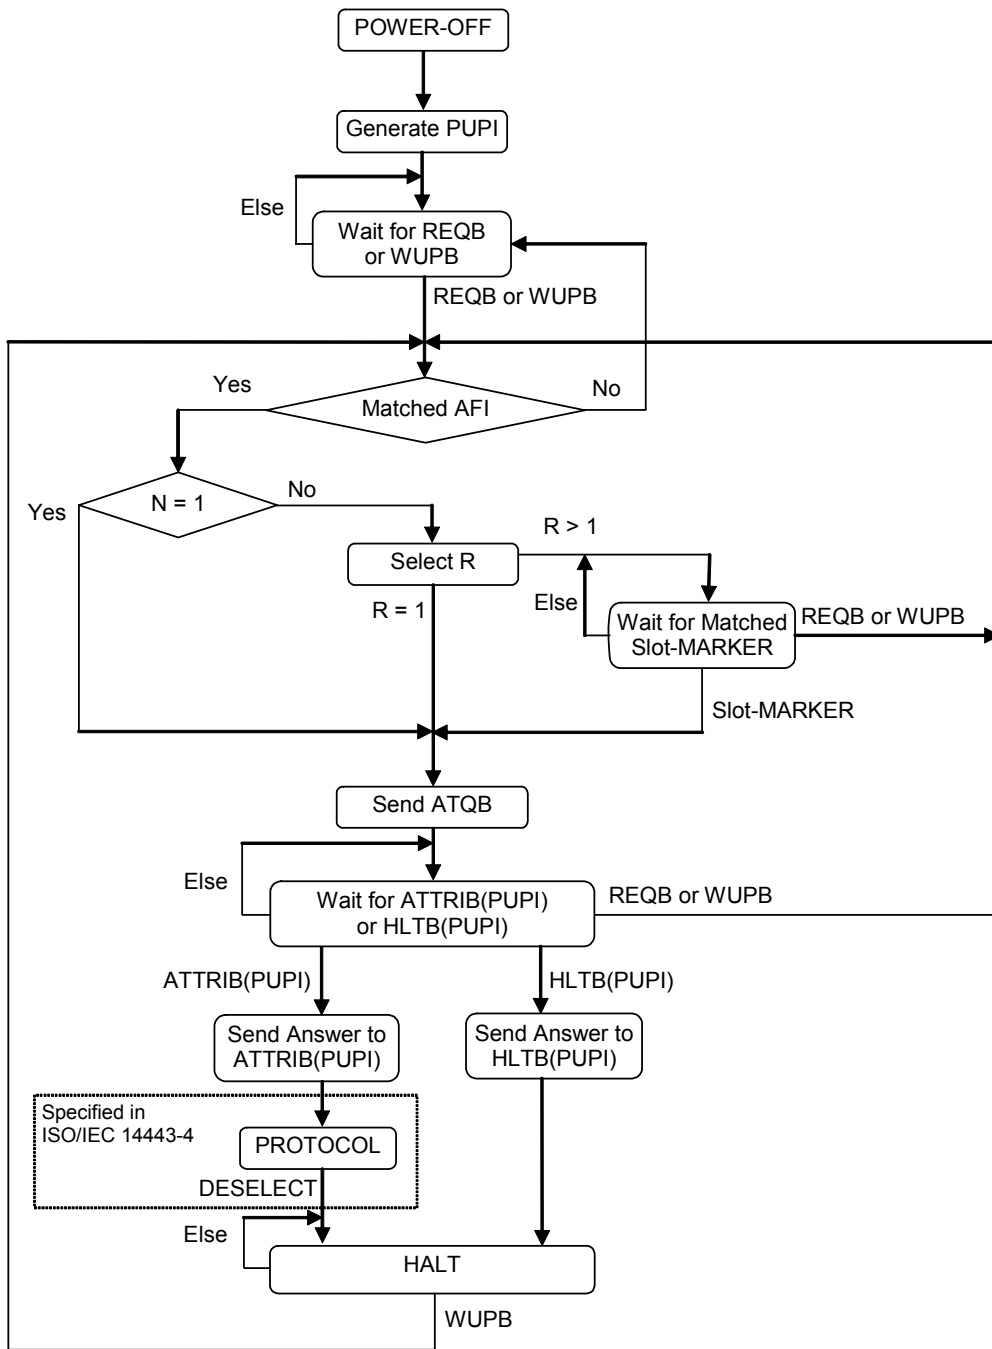 POWER-OFF
Generate PUPI
Else
Wait for REQB
or WUPB
REQB or WUPB
Yes
Matched AFI
No
Yes
N = 1
No
R > 1
Select R
R = 1
Else
Wait for Matched
Slot-MARKER
REQB or WUPB
Slot-MARKER
Send ATQB
Else
Wait for ATTRIB(PUPI)
or HLTB(PUPI)
REQB or WUPB
ATTRIB(PUPI)
HLTB(PUPI)
Send Answer to
ATTRIB(PUPI)
Send Answer to
HLTB(PUPI)
Specified in
ISO/IEC 14443-4
PROTOCOL
DESELECT
Else
HALT
WUPB